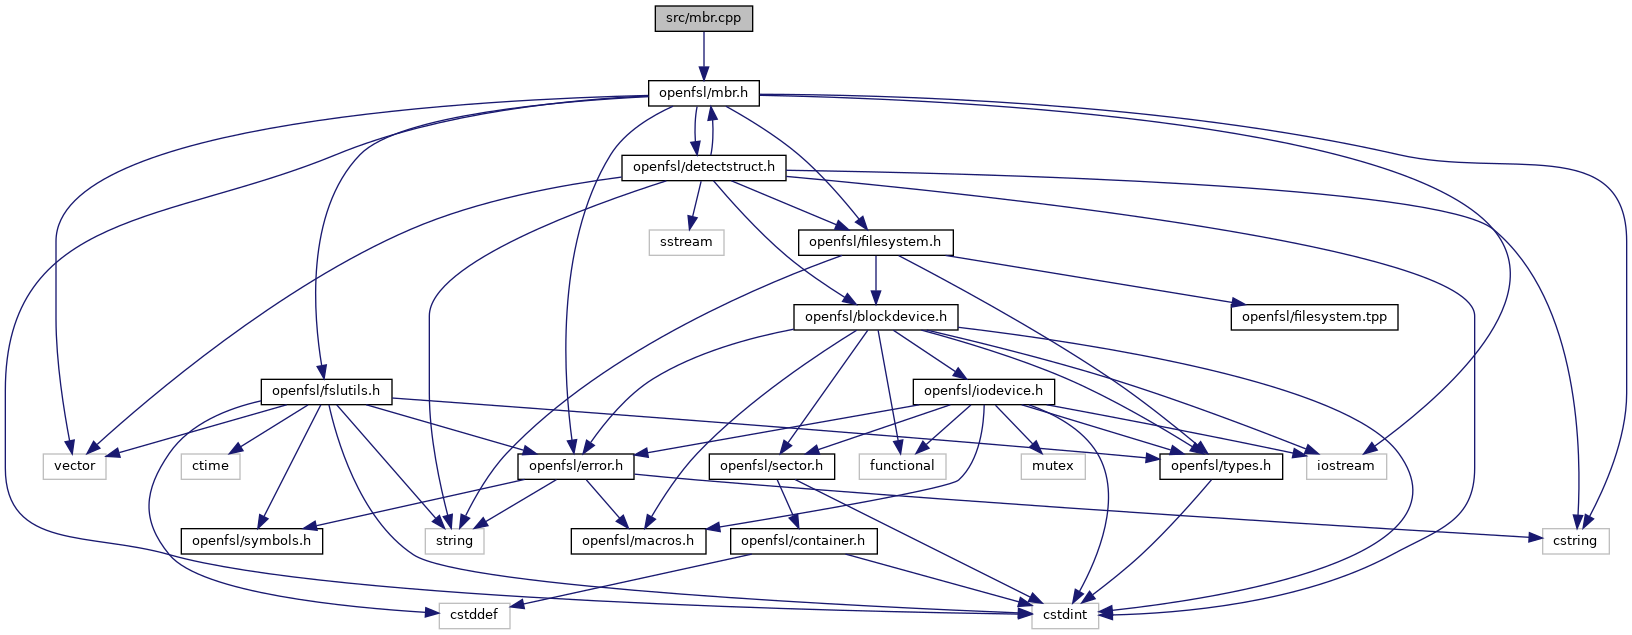 src/mbr.cpp
openfsl/mbr.h
openfsl/detectstruct.h
sstream
openfsl/filesystem.h
openfsl/blockdevice.h
openfsl/filesystem.tpp
openfsl/fslutils.h
openfsl/iodevice.h
vector
ctime
openfsl/error.h
openfsl/sector.h
functional
mutex
openfsl/types.h
iostream
openfsl/symbols.h
string
openfsl/macros.h
openfsl/container.h
cstring
cstddef
cstdint